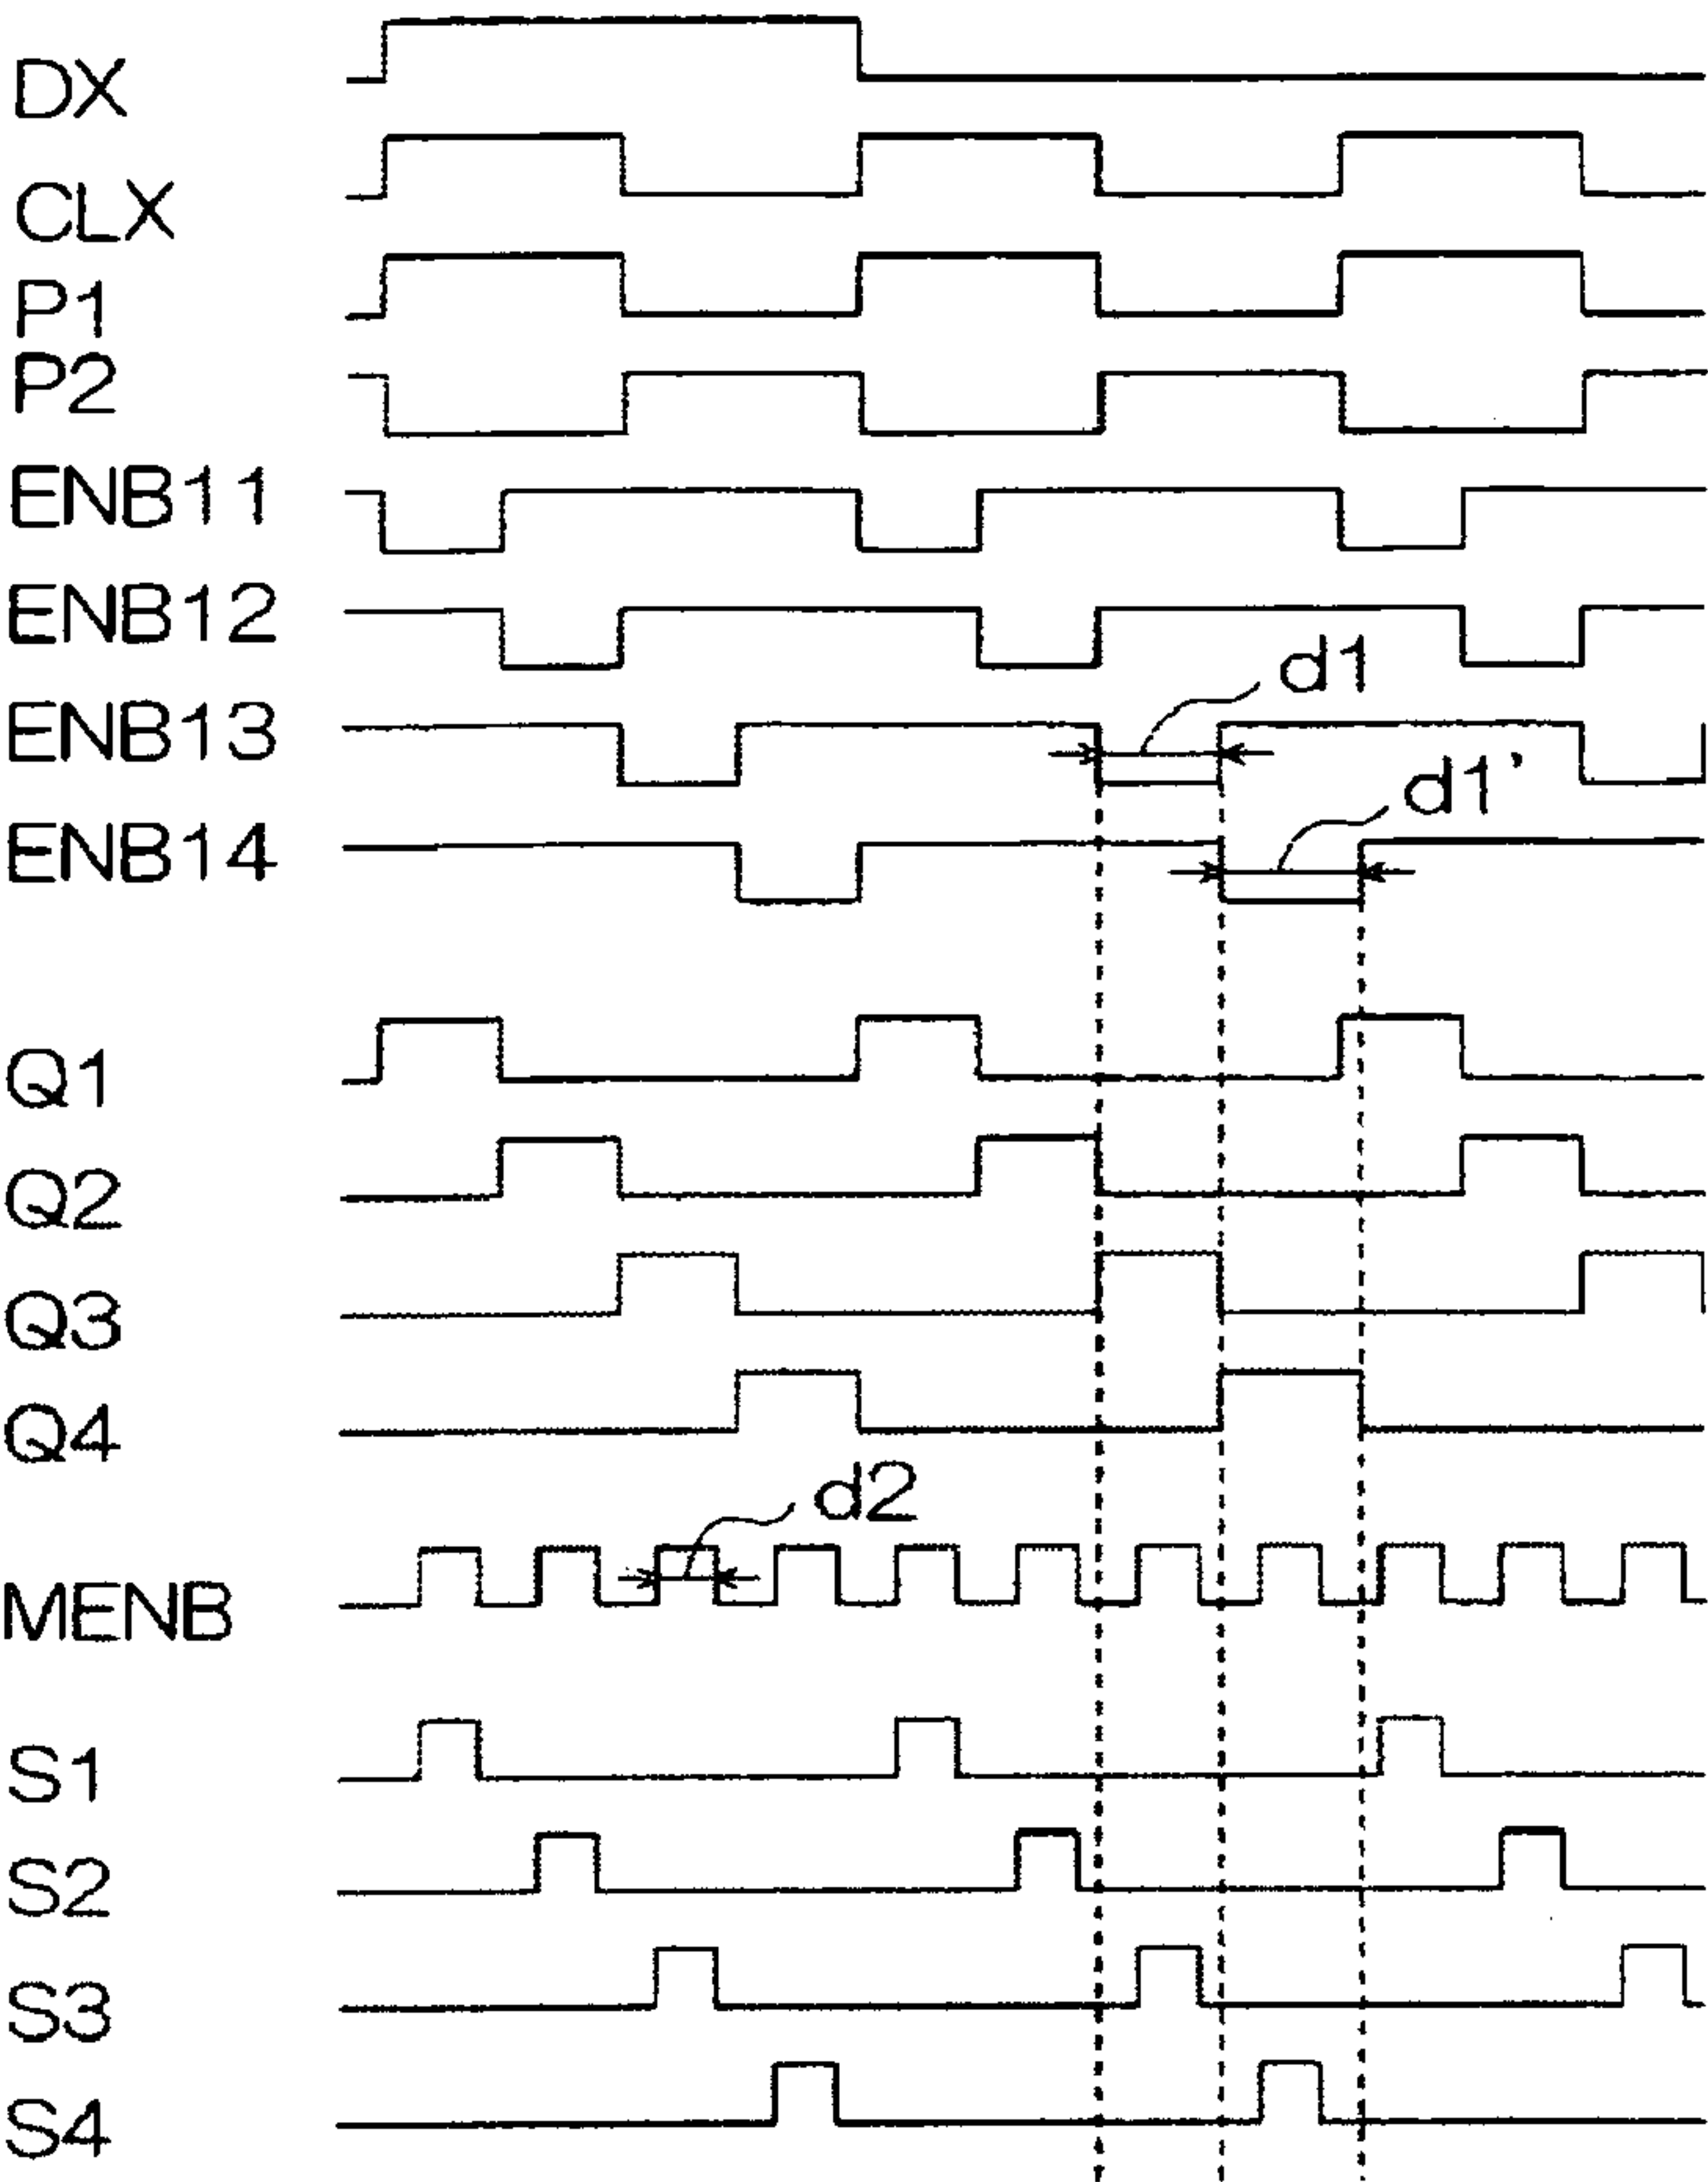 DX
CLX
P1
P2
ENB11
ENB12
d1
ENB13
d1’
ENB14
Q1
Q2
Q3
Q4
d2
MENB
S1
S2
S3
S4